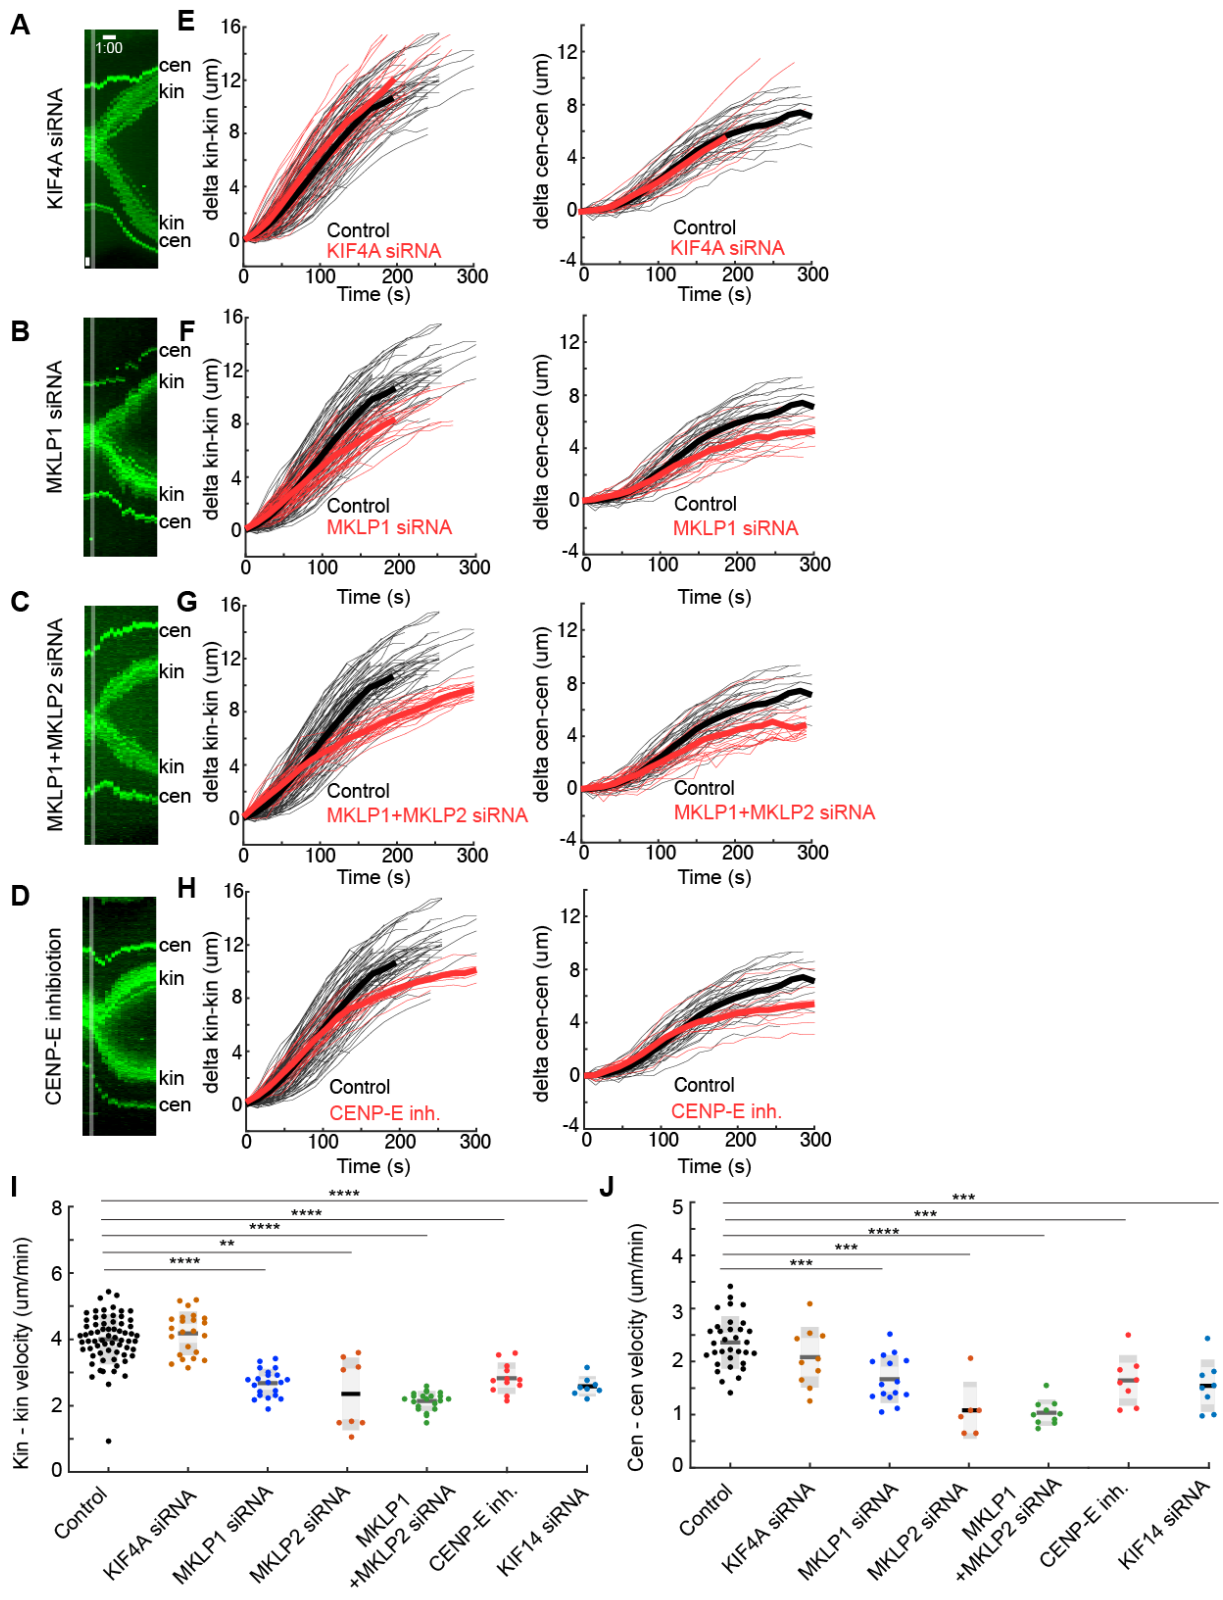 A
KIF4A siRNA
1:00
cen
kin
kin
cen
E
delta kin-kin (um)
16
12
8
4
0
Control
KIF4A siRNA
0
100
200
300
Time (s)
delta cen-cen (um)
12
8
4
0
-4
Control
KIF4A siRNA
0
100
200
300
Time (s)
B
MKLP1 siRNA
cen
kin
kin
cen
F
delta kin-kin (um)
16
12
8
4
0
Control
MKLP1 siRNA
0
100
200
300
Time (s)
delta cen-cen (um)
12
8
4
0
-4
Control
MKLP1 siRNA
0
100
200
300
Time (s)
C
MKLP1+MKLP2 siRNA
cen
kin
kin
cen
G
delta kin-kin (um)
16
12
8
4
0
Control
MKLP1+MKLP2 siRNA
0
100
200
300
Time (s)
delta cen-cen (um)
12
8
4
0
-4
Control
MKLP1+MKLP2 siRNA
0
100
200
300
Time (s)
D
CENP-E inhibiotion
cen
kin
kin
cen
H
delta kin-kin (um)
16
12
8
4
0
Control
CENP-E inh.
0
100
200
300
Time (s)
delta cen-cen (um)
12
8
4
0
-4
Control
CENP-E inh.
0
100
200
300
Time (s)
I
Kin - kin velocity (um/min)
8
6
4
2
0
****
****
****
**
****
Control
KIF4A siRNA
MKLP1 siRNA
MKLP2 siRNA
MKLP1
+MKLP2 siRNA
CENP-E inh.
KIF14 siRNA
J
Cen - cen velocity (um/min)
5
4
3
2
1
0
***
***
****
***
***
Control
KIF4A siRNA
MKLP1 siRNA
MKLP2 siRNA
MKLP1
+MKLP2 siRNA
CENP-E inh.
KIF14 siRNA